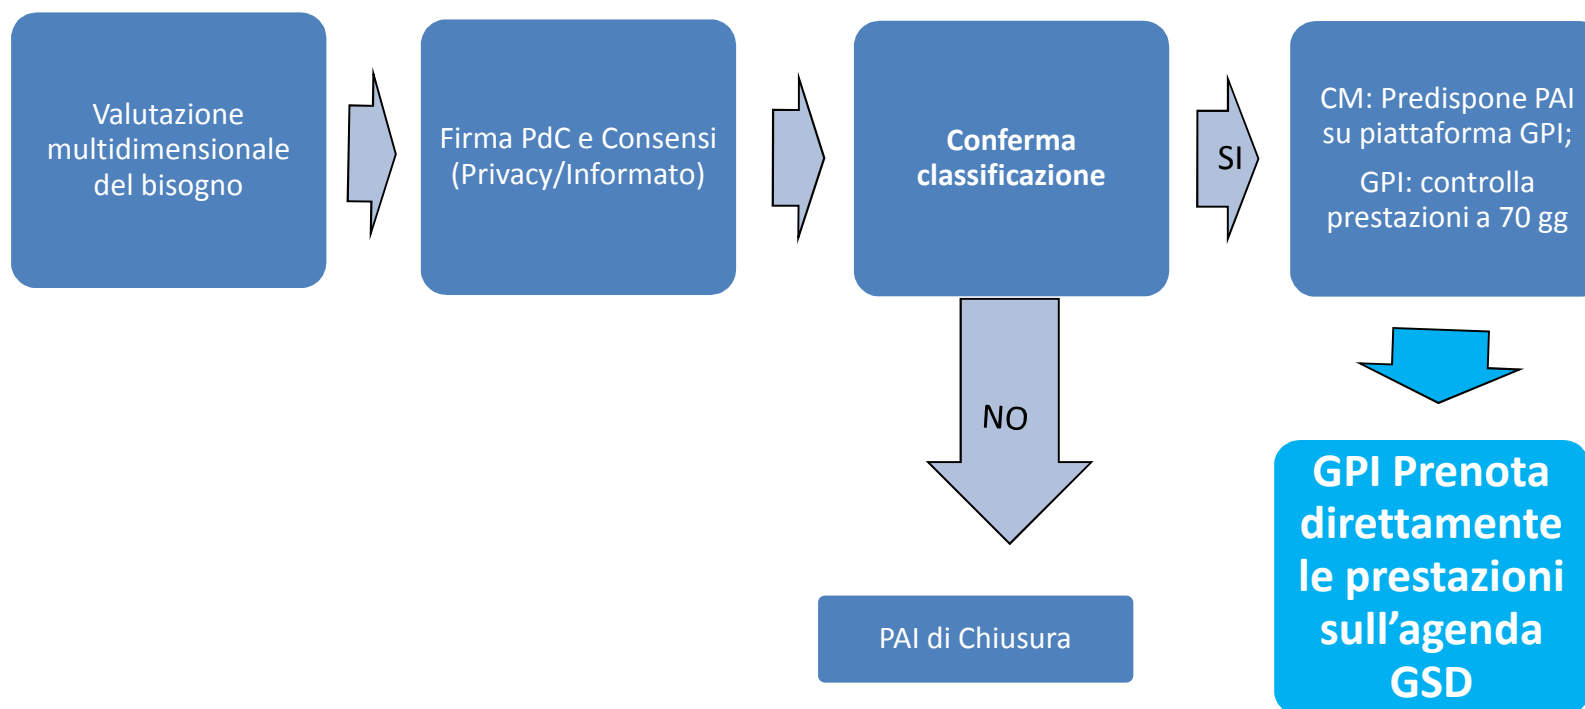 Valutazione
multidimensionale
del bisogno
Firma PdC e Consensi
(Privacy/Informato)
Conferma
classificazione
SI
CM: Predispone PAI
su piattaforma GPI;
GPI: controlla
prestazioni a 70 gg
NO
PAI di Chiusura
GPI Prenota
direttamente
le prestazioni
sull’agenda
GSD